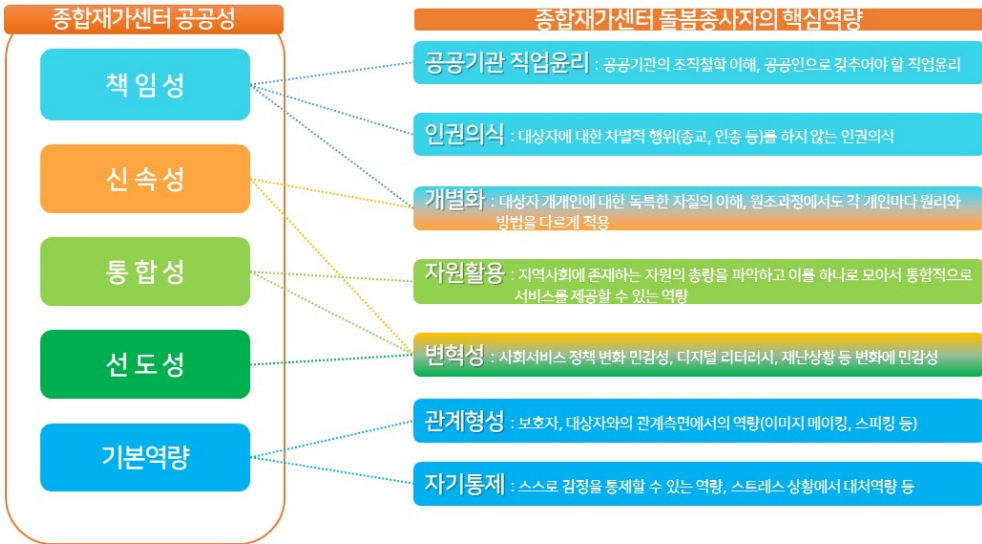 종합재가센터 공공성
책임성
신속성
통합성
선도성
기본역량
종합재가센터 돌봄종사자의 핵심역량
공공기관 직업윤리 : 공공기관의 조직철학 이해, 공공인으로 갖추어야 할 직업윤리
인권의식 : 대상자에 대한 차별적 행위(종교, 인종 등)를 하지 않는 인권의식
개별화 : 대상자 개개인에 대한 독특한 자질의 이해, 원조과정에서도 각 개인마다 원리와
방법을 다르게 적용
자원활용 : 지역사회에 존재하는 자원의 총량을 파악하고 이를 하나로 모아서 통합적으로
서비스를 제공할 수 있는 역량
변혁성 : 사회서비스 정책 변화 민감성, 디지털 리터러시, 재난상황 등 변화에 민감성
관계형성 : 보호자, 대상자와의 관계측면에서의 역량(이미지 메이킹, 스피킹 등)
자기통제 : 스스로 감정을 통제할 수 있는 역량, 스트레스 상황에서 대처역량 등